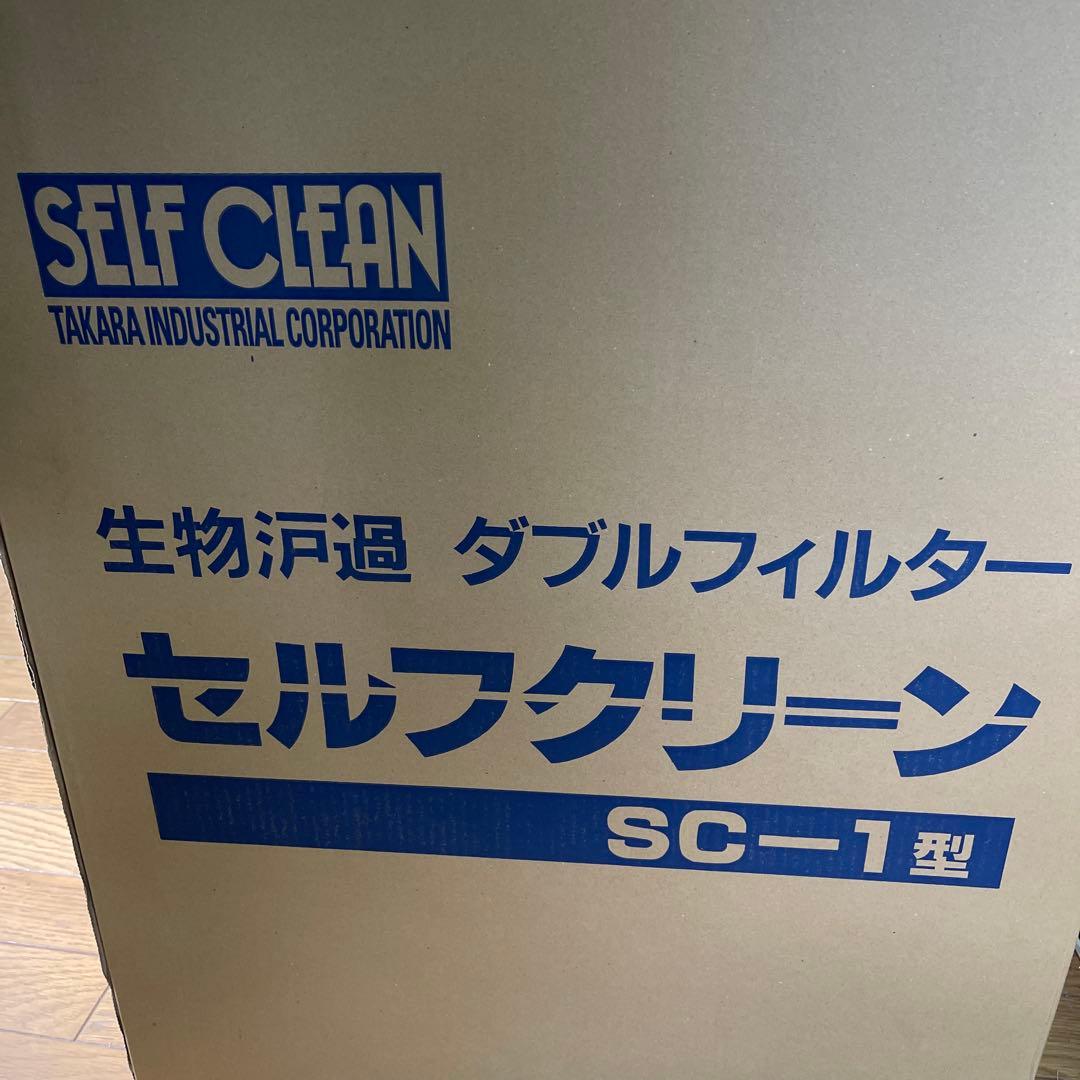 SELF CLEAN
TAKARA INDUSTRIAL CORPORATION
生物沪過 ダブルフィルター
セルフクリーン
SC-1型